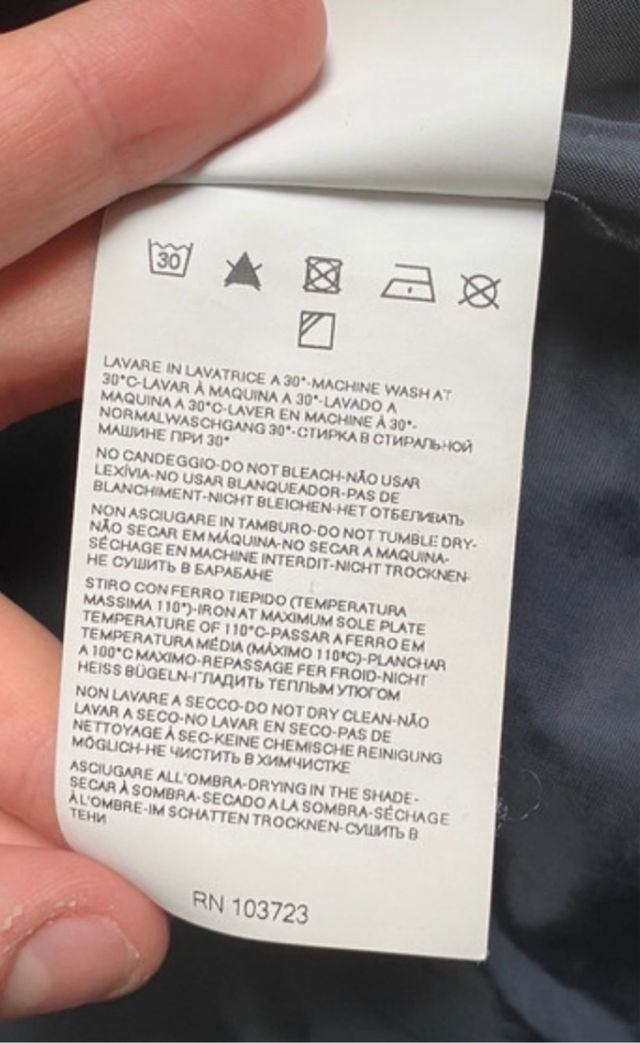 30
LAVARE IN LAVATRICE A 30°-MACHINE WASH AT
30°C-LAVAR À MAQUINA A 30°-LAVADO A
MAQUINA A 30°C-LAVER EN MACHINE À 30°-
NORMALWASCHGANG 30°-СТИРКА В СТИРАЛЬНОЙ
МАШИНЕ ПРИ 30°
NO CANDEGGIO-DO NOT BLEACH-NÃO USAR
LEXÍVIA-NO USAR BLANQUEADOR-PAS DE
BLANCHIMENT-NICHT BLEICHEN-НЕТ ОТБЕЛИВАТЬ
NON ASCIUGARE IN TAMBURO-DO NOT TUMBLE DRY-
NÃO SECAR EM MÁQUINA-NO SECAR A MAQUINA-
SÉCHAGE EN MACHINE INTERDIT-NICHT TROCKNEN-
НЕ СУШИТЬ В БАРАБАНЕ
STIRO CON FERRO TIEPIDO (TEMPERATURA
MASSIMA 110°)-IRON AT MAXIMUM SOLE PLATE
TEMPERATURE OF 110°C-PASSAR A FERRO EM
TEMPERATURA MÉDIA (MÁXIMO 110ºC)-PLANCHAR
A 100°C MAXIMO-REPASSAGE FER FROID-NICHT
HEISS BÜGELN-ГЛАДИТЬ ТЕПЛЫМ УТЮГОМ
NON LAVARE A SECCO-DO NOT DRY CLEAN-NÃO
LAVAR A SECO-NO LAVAR EN SECO-PAS DE
NETTOYAGE À SEC-KEINE CHEMISCHE REINIGUNG
MÖGLICH-НЕ ЧИСТИТЬ В ХИМЧИСТКЕ
ASCIUGARE ALL'OMBRA-DRYING IN THE SHADE-
SECAR À SOMBRA-SECADO A LA SOMBRA-SÉCHAGE
À L'OMBRE-IM SCHATTEN TROCKNEN-СУШИТЬ В
ТЕНИ
RN 103723